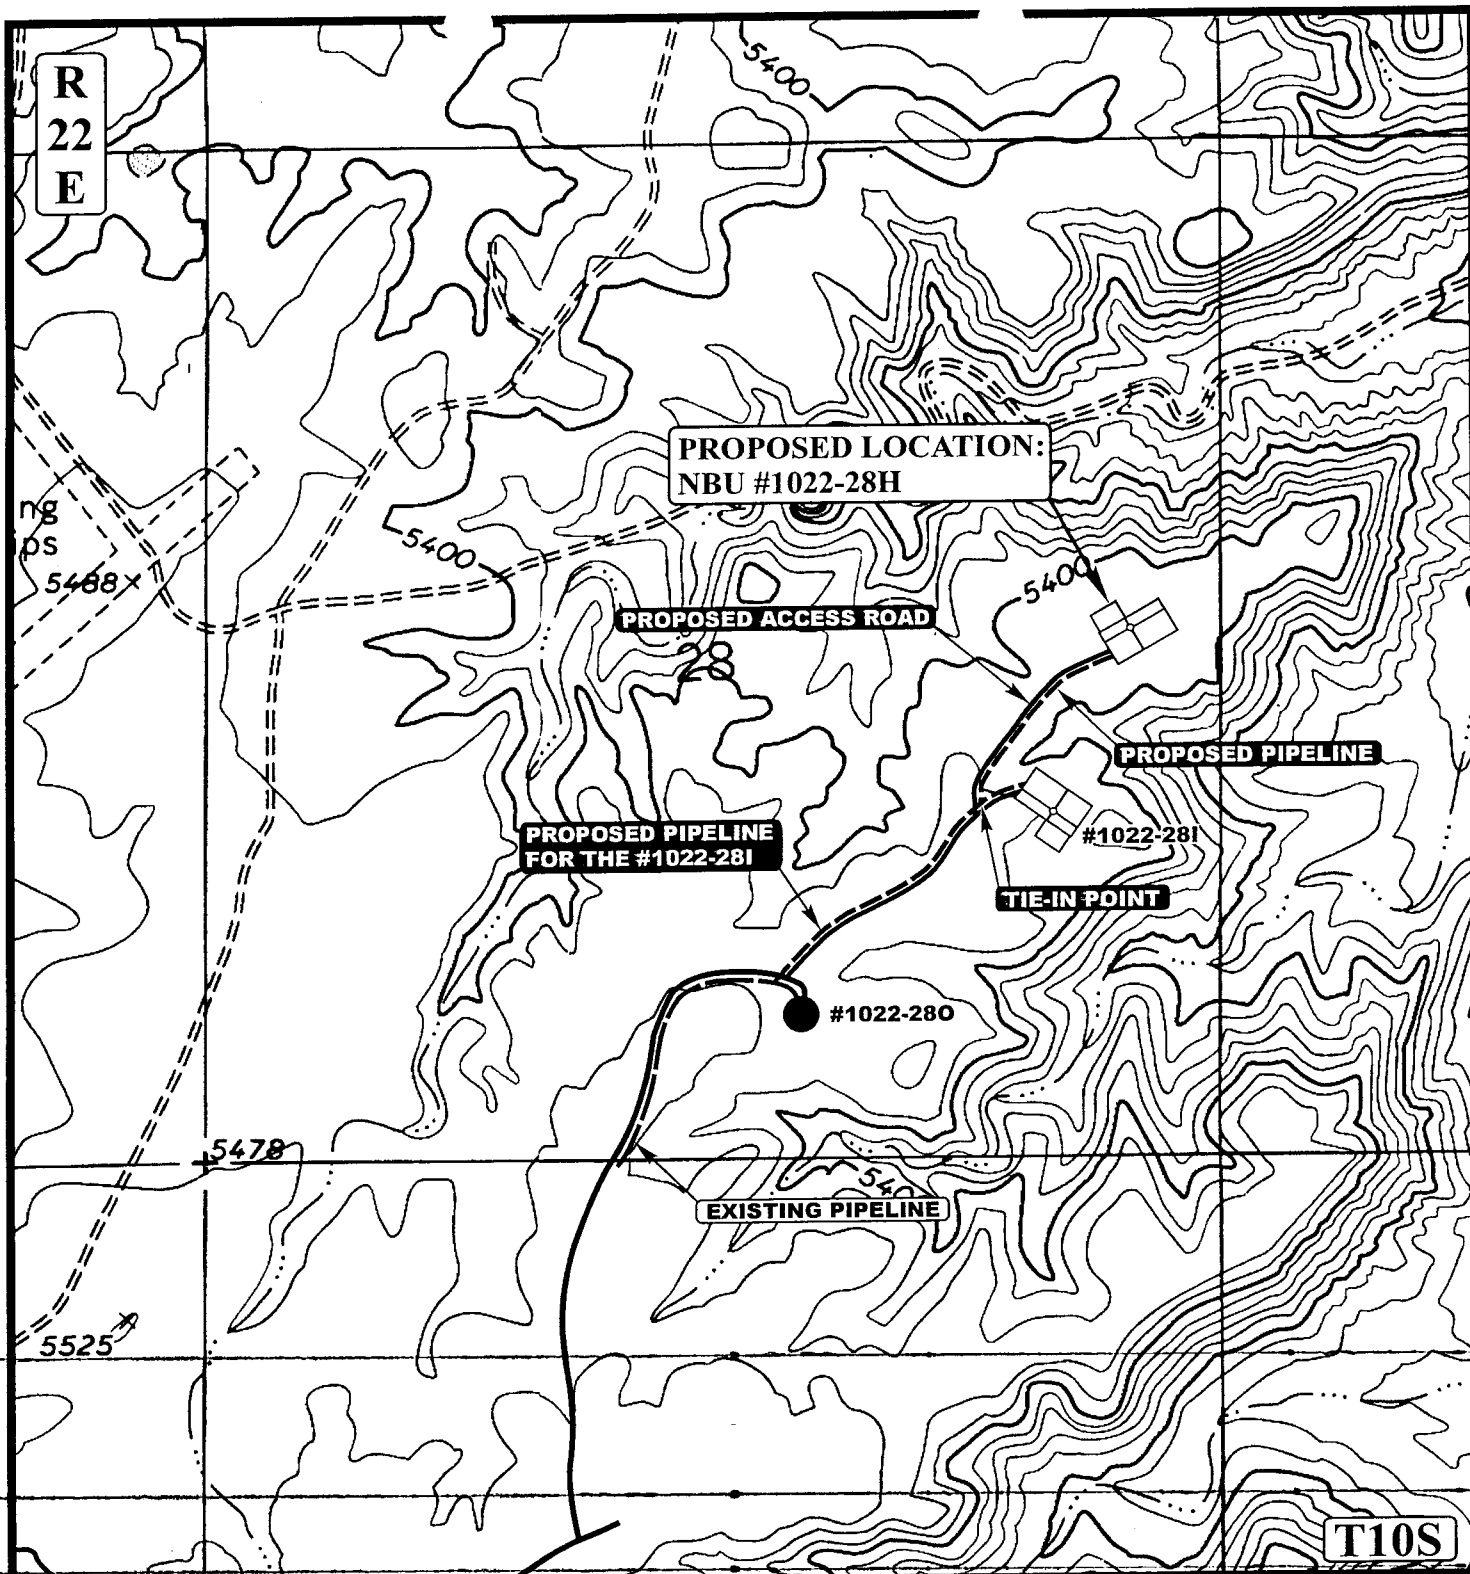 R
22
E
5400
PROPOSED LOCATION:
NBU #1022-28H
ng
ips
5400
5488
5400
PROPOSED ACCESS ROAD
28
PROPOSED PIPELINE
PROPOSED PIPELINE
FOR THE #1022-28I
#1022-28I
TIE-IN POINT
#1022-28O
5478
EXISTING PIPELINE
5525
T10S